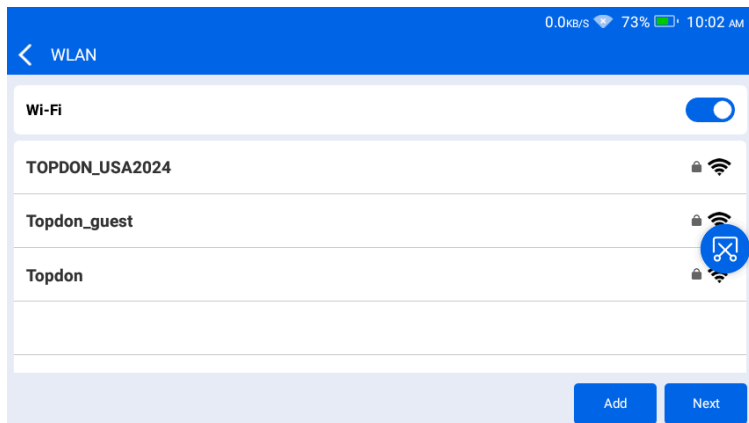 0.0KB/S 73% 10:02 AM
WLAN
Wi-Fi
TOPDON_USA2024
Topdon_guest
Topdon
Add Next